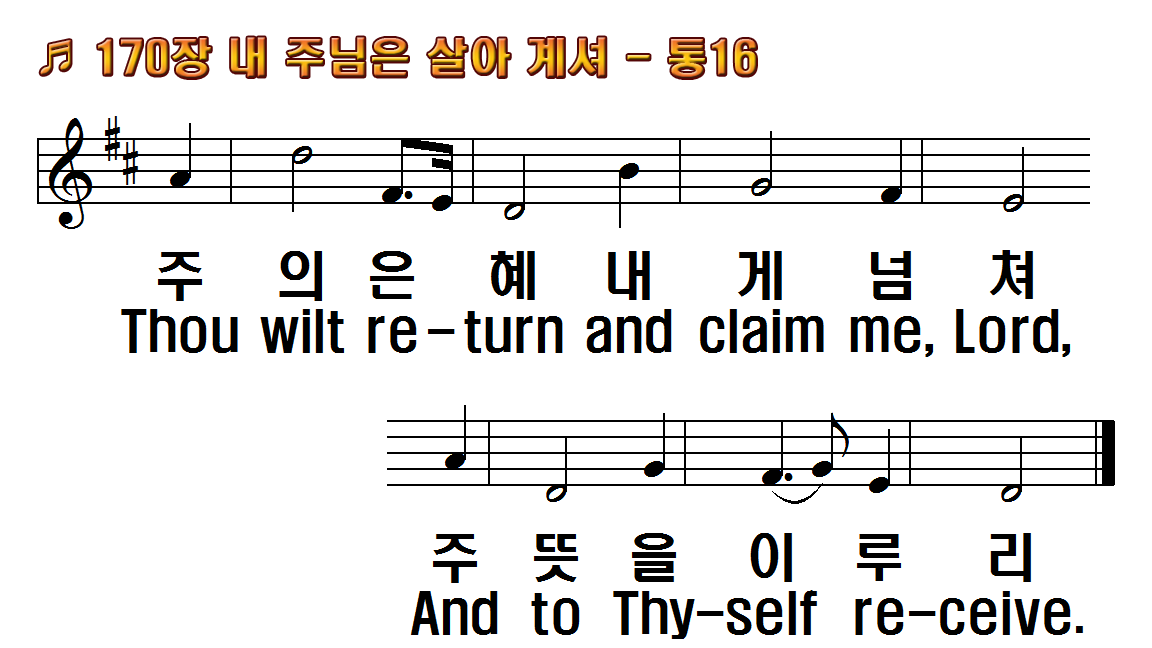 ♬ 170장 내 주님은 살아 계셔 - 통16
주 의 은 혜 내 게 넘 쳐
Thou wilt re-turn and claim me, Lord,
주 뜻 을 이 루 리
And to Thy-self re-ceive.